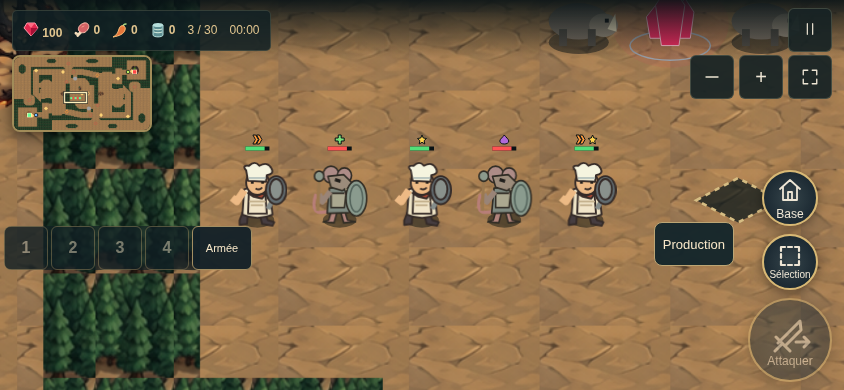 100 0 0 0 3 / 30 00:00
1 2 3 4 Armée
Production
Base
Sélection
Attaquer